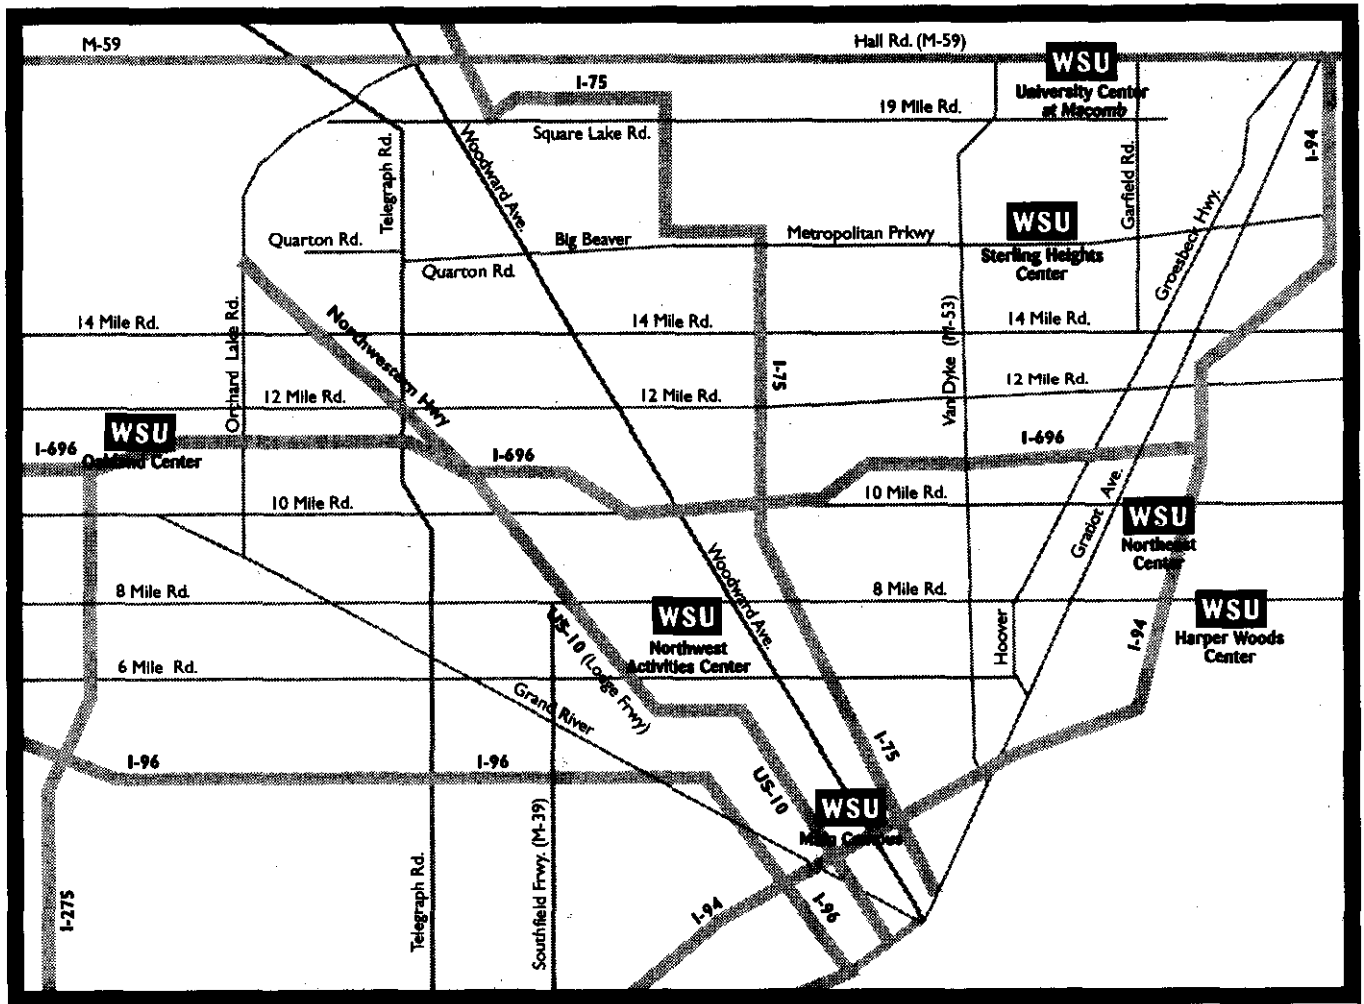 M-59
Hall Rd. (M-59)
WSU
University Center
at Macomb
I-75
19 Mile Rd.
Square Lake Rd.
Woodward Ave.
Telegraph Rd.
Garfield Rd.
I-94
WSU
Sterling Heights
Center
Quarton Rd.
Big Beaver
Metropolitan Prkwy
Quarton Rd.
Groesbeck Hwy.
14 Mile Rd.
Orchard Lake Rd.
Northwestern Hwy
14 Mile Rd.
Van Dyke (M-53)
14 Mile Rd.
I-75
12 Mile Rd.
12 Mile Rd.
12 Mile Rd.
WSU
Oakland Center
I-696
I-696
I-696
10 Mile Rd.
10 Mile Rd.
Gratiot Ave.
WSU
Northeast
Center
8 Mile Rd.
Woodward Ave.
8 Mile Rd.
WSU
Northwest
Activities Center
WSU
Harper Woods
Center
Hoover
I-94
US-10 (Lodge Frwy)
6 Mile Rd.
Grand River
I-75
I-96
I-96
US-10
WSU
Main Campus
Telegraph Rd.
Southfield Frwy. (M-39)
I-275
I-94
I-96